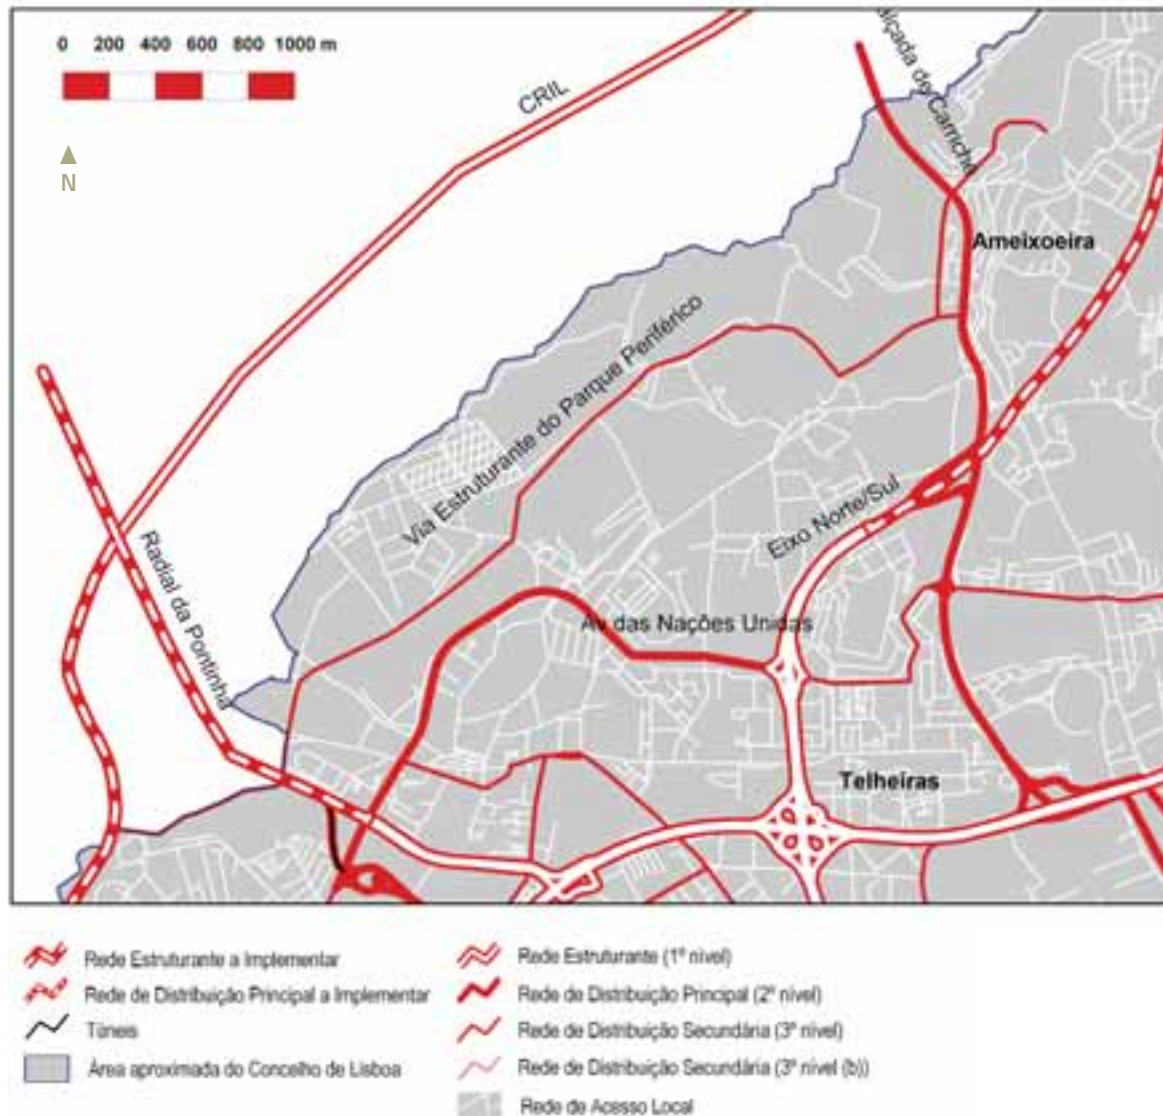 0 200 400 600 800 1000 m
N
CRIL
alçada de Carriche
Ameixoeira
Via Estruturante do Parque Periférico
Eixo Norte/Sul
Radial da Pontinha
Av das Nações Unidas
Telheiras
Rede Estruturante a Implementar
Rede de Distribuição Principal a Implementar
Túneis
Área aproximada do Concelho de Lisboa
Rede Estruturante (1º nível)
Rede de Distribuição Principal (2º nível)
Rede de Distribuição Secundária (3º nível)
Rede de Distribuição Secundária (3º nível (b))
Rede de Acesso Local